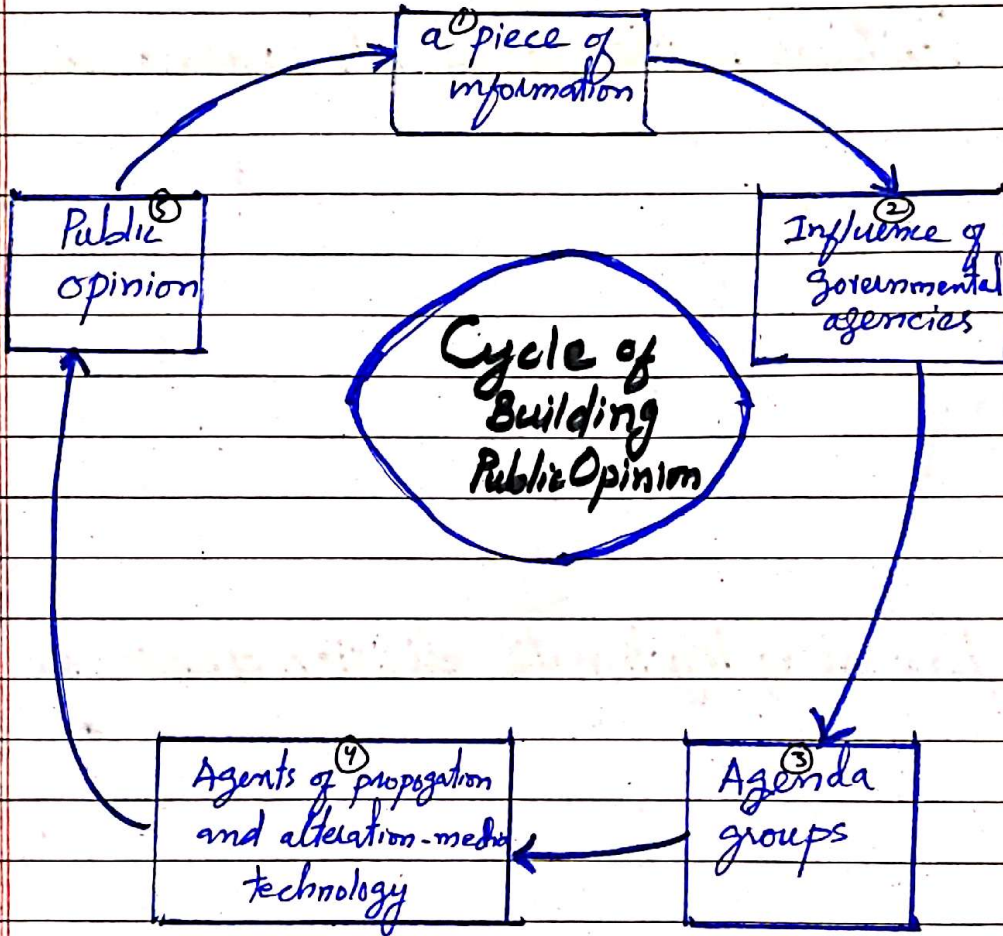 ①
a piece of
information
②
Influence of
governmental
agencies
③
Agenda
groups
④
Agents of propogation
and alteration-media
technology
⑤
Public
opinion
Cycle of
Building
Public Opinion